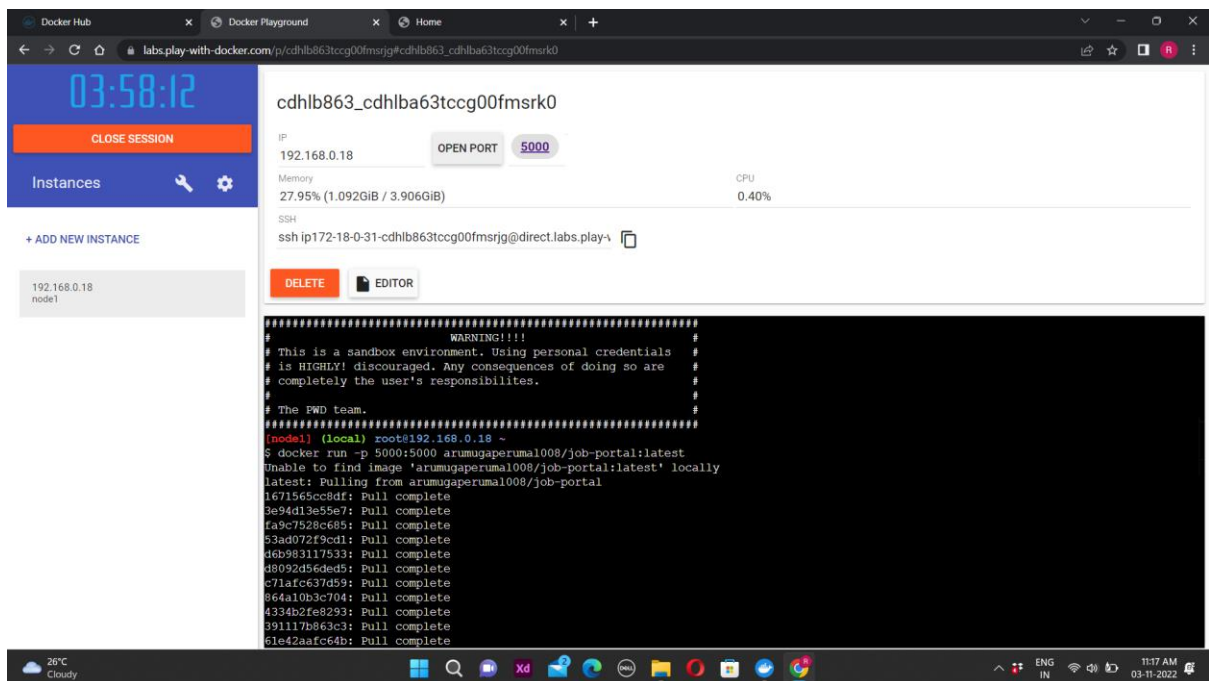 Docker Hub
Docker Playground
Home
labs.play-with-docker.com/p/cdhlb863tccg00fmsrjg#cdhlb863_cdhlba63tccg00fmsrk0
03:58:12
CLOSE SESSION
Instances
+ ADD NEW INSTANCE
192.168.0.18
node1
cdhlb863_cdhlba63tccg00fmsrk0
IP
192.168.0.18
OPEN PORT
5000
Memory
27.95% (1.092GiB / 3.906GiB)
CPU
0.40%
SSH
ssh ip172-18-0-31-cdhlb863tccg00fmsrjg@direct.labs.play-
DELETE
EDITOR
###############################################################
# WARNING!!!! #
# This is a sandbox environment. Using personal credentials #
# is HIGHLY! discouraged. Any consequences of doing so are #
# completely the user's responsibilites. #
# #
# The PWD team. #
###############################################################
[node1] (local) root@192.168.0.18 ~
$ docker run -p 5000:5000 arumugaperumal008/job-portal:latest
Unable to find image 'arumugaperumal008/job-portal:latest' locally
latest: Pulling from arumugaperumal008/job-portal
1671565cc8df: Pull complete
3e94d13e55e7: Pull complete
fa9c7528c685: Pull complete
53ad072f9cd1: Pull complete
d6b983117533: Pull complete
d8092d56ded5: Pull complete
c71afc637d59: Pull complete
864a10b3c704: Pull complete
4334b2fe8293: Pull complete
391117b863c3: Pull complete
61e42aafc64b: Pull complete
26°C
Cloudy
Xd
DELL
ENG
IN
11:17 AM
03-11-2022
R